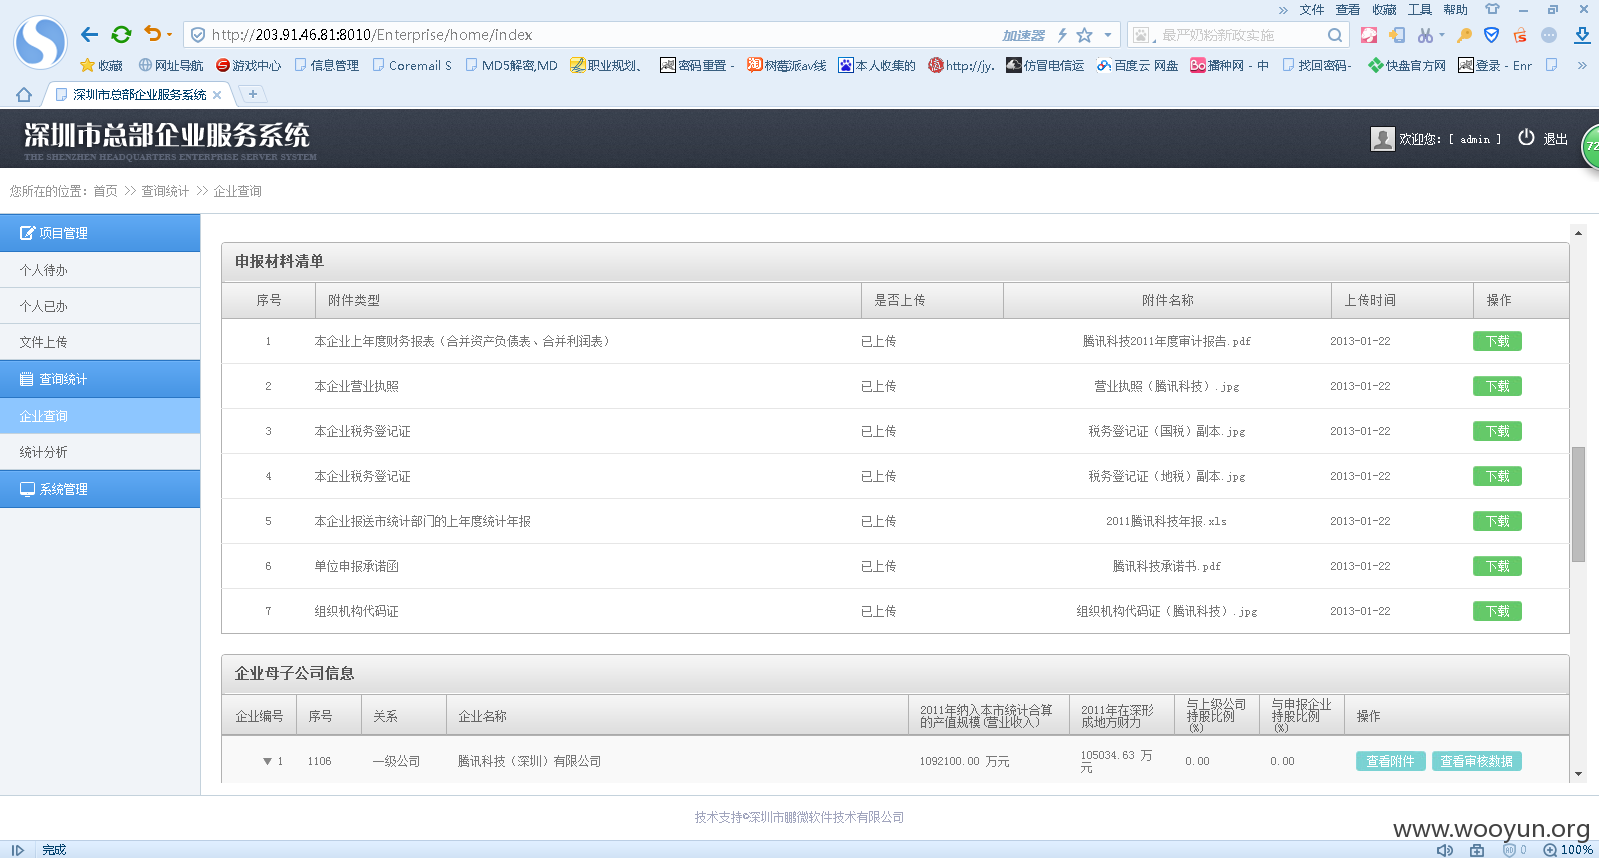 » 文件 查看 收藏 工具 帮助
http://203.91.46.81:8010/Enterprise/home/index 加速器 最严奶粉新政实施
收藏 网址导航 游戏中心 信息管理 Coremail S MD5解密,MD 职业规划、 密码重置 - 树莓派av线 本人收集的 http://jy. 仿冒电信运 百度云 网盘 播种网 - 中 找回密码- 快盘官方网 登录 - Enr »
深圳市总部企业服务系统
深圳市总部企业服务系统
THE SHENZHEN HEADQUARTERS ENTERPRISE SERVER SYSTEM
欢迎您：[ admin ] 退出
72
您所在的位置：首页 >> 查询统计 >> 企业查询
项目管理
个人待办
个人已办
文件上传
查询统计
企业查询
统计分析
系统管理
申报材料清单
序号 附件类型 是否上传 附件名称 上传时间 操作
1 本企业上年度财务报表（合并资产负债表、合并利润表） 已上传 腾讯科技2011年度审计报告.pdf 2013-01-22 下载
2 本企业营业执照 已上传 营业执照（腾讯科技）.jpg 2013-01-22 下载
3 本企业税务登记证 已上传 税务登记证（国税）副本.jpg 2013-01-22 下载
4 本企业税务登记证 已上传 税务登记证（地税）副本.jpg 2013-01-22 下载
5 本企业报送市统计部门的上年度统计年报 已上传 2011腾讯科技年报.xls 2013-01-22 下载
6 单位申报承诺函 已上传 腾讯科技承诺书.pdf 2013-01-22 下载
7 组织机构代码证 已上传 组织机构代码证（腾讯科技）.jpg 2013-01-22 下载
企业母子公司信息
企业编号 序号 关系 企业名称 2011年纳入本市统计合算的产值规模(营业收入) 2011年在深形成地方财力 与上级公司持股比例(%) 与申报企业持股比例(%) 操作
▼ 1 1106 一级公司 腾讯科技（深圳）有限公司 1092100.00 万元 105034.63 万元 0.00 0.00 查看附件 查看审核数据
技术支持©深圳市鹏微软件技术有限公司
www.wooyun.org
完成 0 100%